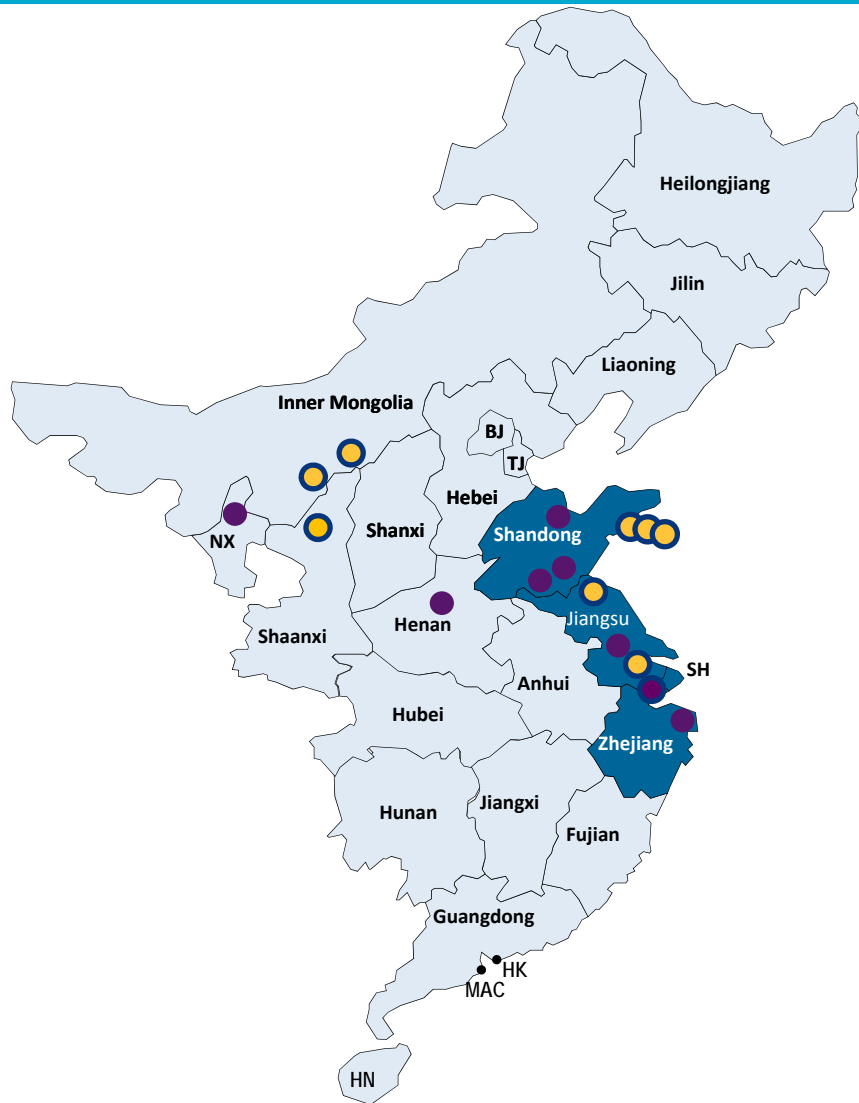 Heilongjiang
Jilin
Liaoning
Inner Mongolia
BJ
TJ
Hebei
Shanxi
Shandong
NX
Henan
Jiangsu
Shaanxi
SH
Anhui
Hubei
Zhejiang
Hunan
Jiangxi
Fujian
Guangdong
HK
MAC
HN